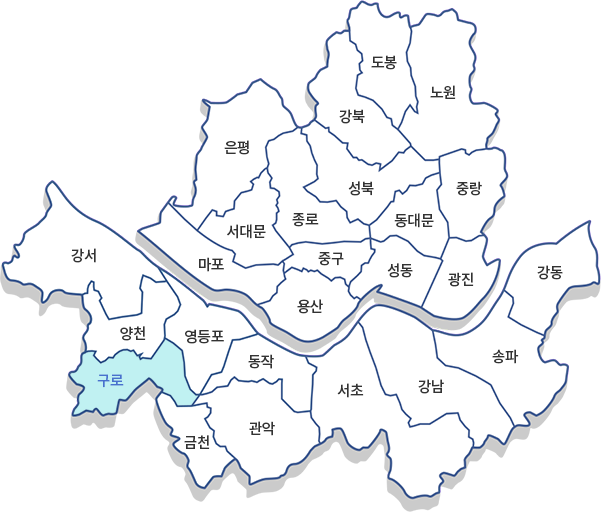 도봉
노원
강북
은평
성북
중랑
서대문
종로
동대문
강서
마포
중구
성동
광진
강동
용산
양천
영등포
동작
송파
구로
서초
강남
금천
관악